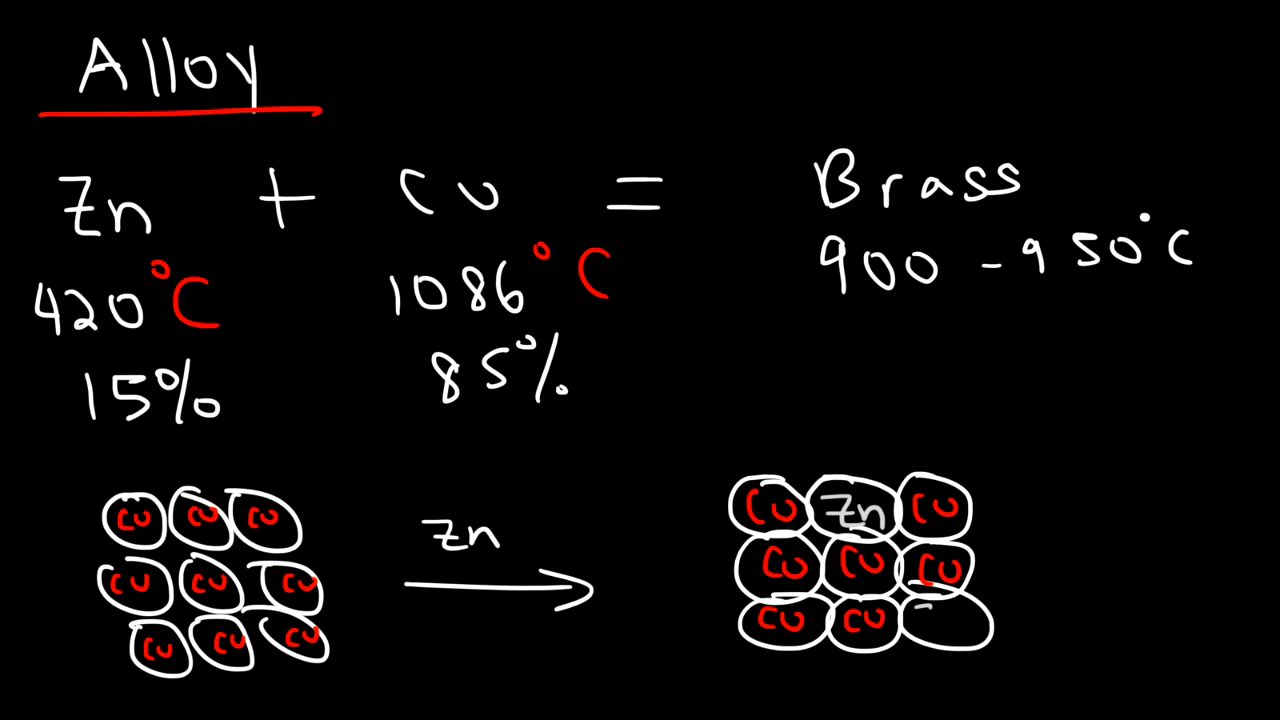 Alloy
Zn + Cu = Brass
420°C 1086°C 900 - 950°C
15% 85%
Cu Cu Cu Zn Cu Zn Cu
Cu Cu Cu Cu Cu Cu
Cu Cu Cu Cu Cu